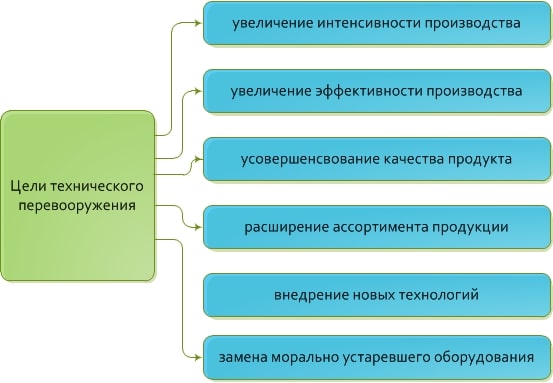 увеличение интенсивности производства
увеличение эффективности производства
усовершенсвование качества продукта
Цели технического
перевооружения
расширение ассортимента продукции
внедрение новых технологий
замена морально устаревшего оборудования